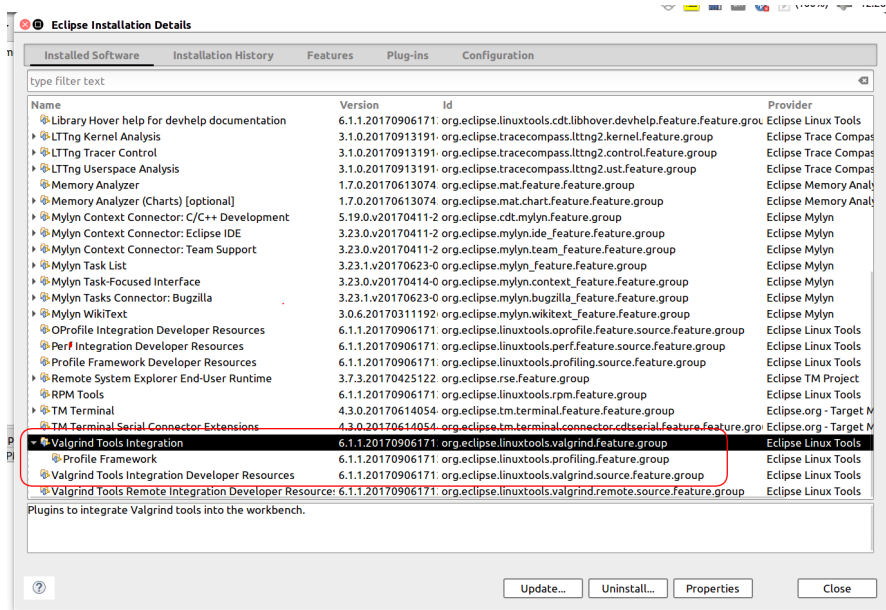 Eclipse Installation Details
Installed Software Installation History Features Plug-ins Configuration
type filter text
Name Version Id Provider
Library Hover help for devhelp documentation 6.1.1.20170906171 org.eclipse.linuxtools.cdt.libhover.devhelp.feature.feature.grou Eclipse Linux Tools
LTTng Kernel Analysis 3.1.0.20170913191 org.eclipse.tracecompass.lttng2.kernel.feature.group Eclipse Trace Compas
LTTng Tracer Control 3.1.0.20170913191 org.eclipse.tracecompass.lttng2.control.feature.group Eclipse Trace Compas
LTTng Userspace Analysis 3.1.0.20170913191 org.eclipse.tracecompass.lttng2.ust.feature.group Eclipse Trace Compas
Memory Analyzer 1.7.0.20170613074 org.eclipse.mat.feature.feature.group Eclipse Memory Analy
Memory Analyzer (Charts) [optional] 1.7.0.20170613074 org.eclipse.mat.chart.feature.feature.group Eclipse Memory Analy
Mylyn Context Connector: C/C++ Development 5.19.0.v20170411-2 org.eclipse.cdt.mylyn.feature.group Eclipse Mylyn
Mylyn Context Connector: Eclipse IDE 3.23.0.v20170411-2 org.eclipse.mylyn.ide_feature.feature.group Eclipse Mylyn
Mylyn Context Connector: Team Support 3.23.0.v20170411-2 org.eclipse.mylyn.team_feature.feature.group Eclipse Mylyn
Mylyn Task List 3.23.1.v20170623-0 org.eclipse.mylyn_feature.feature.group Eclipse Mylyn
Mylyn Task-Focused Interface 3.23.0.v20170414-0 org.eclipse.mylyn.context_feature.feature.group Eclipse Mylyn
Mylyn Tasks Connector: Bugzilla 3.23.1.v20170623-0 org.eclipse.mylyn.bugzilla_feature.feature.group Eclipse Mylyn
Mylyn WikiText 3.0.6.20170311192 org.eclipse.mylyn.wikitext_feature.feature.group Eclipse Mylyn
OProfile Integration Developer Resources 6.1.1.20170906171 org.eclipse.linuxtools.oprofile.feature.source.feature.group Eclipse Linux Tools
Perf Integration Developer Resources 6.1.1.20170906171 org.eclipse.linuxtools.perf.feature.source.feature.group Eclipse Linux Tools
Profile Framework Developer Resources 6.1.1.20170906171 org.eclipse.linuxtools.profiling.source.feature.group Eclipse Linux Tools
Remote System Explorer End-User Runtime 3.7.3.20170425122 org.eclipse.rse.feature.group Eclipse TM Project
RPM Tools 6.1.1.20170906171 org.eclipse.linuxtools.rpm.feature.group Eclipse Linux Tools
TM Terminal 4.3.0.20170614054 org.eclipse.tm.terminal.feature.feature.group Eclipse.org - Target M
TM Terminal Serial Connector Extensions 4.3.0.20170614054 org.eclipse.tm.terminal.connector.cdtserial.feature.feature.grou Eclipse.org - Target M
Valgrind Tools Integration 6.1.1.20170906171 org.eclipse.linuxtools.valgrind.feature.group Eclipse Linux Tools
Profile Framework 6.1.1.20170906171 org.eclipse.linuxtools.profiling.feature.group Eclipse Linux Tools
Valgrind Tools Integration Developer Resources 6.1.1.20170906171 org.eclipse.linuxtools.valgrind.source.feature.group Eclipse Linux Tools
Valgrind Tools Remote Integration Developer Resources 6.1.1.20170906171 org.eclipse.linuxtools.valgrind.remote.source.feature.group Eclipse Linux Tools
Plugins to integrate Valgrind tools into the workbench.
Update... Uninstall... Properties Close